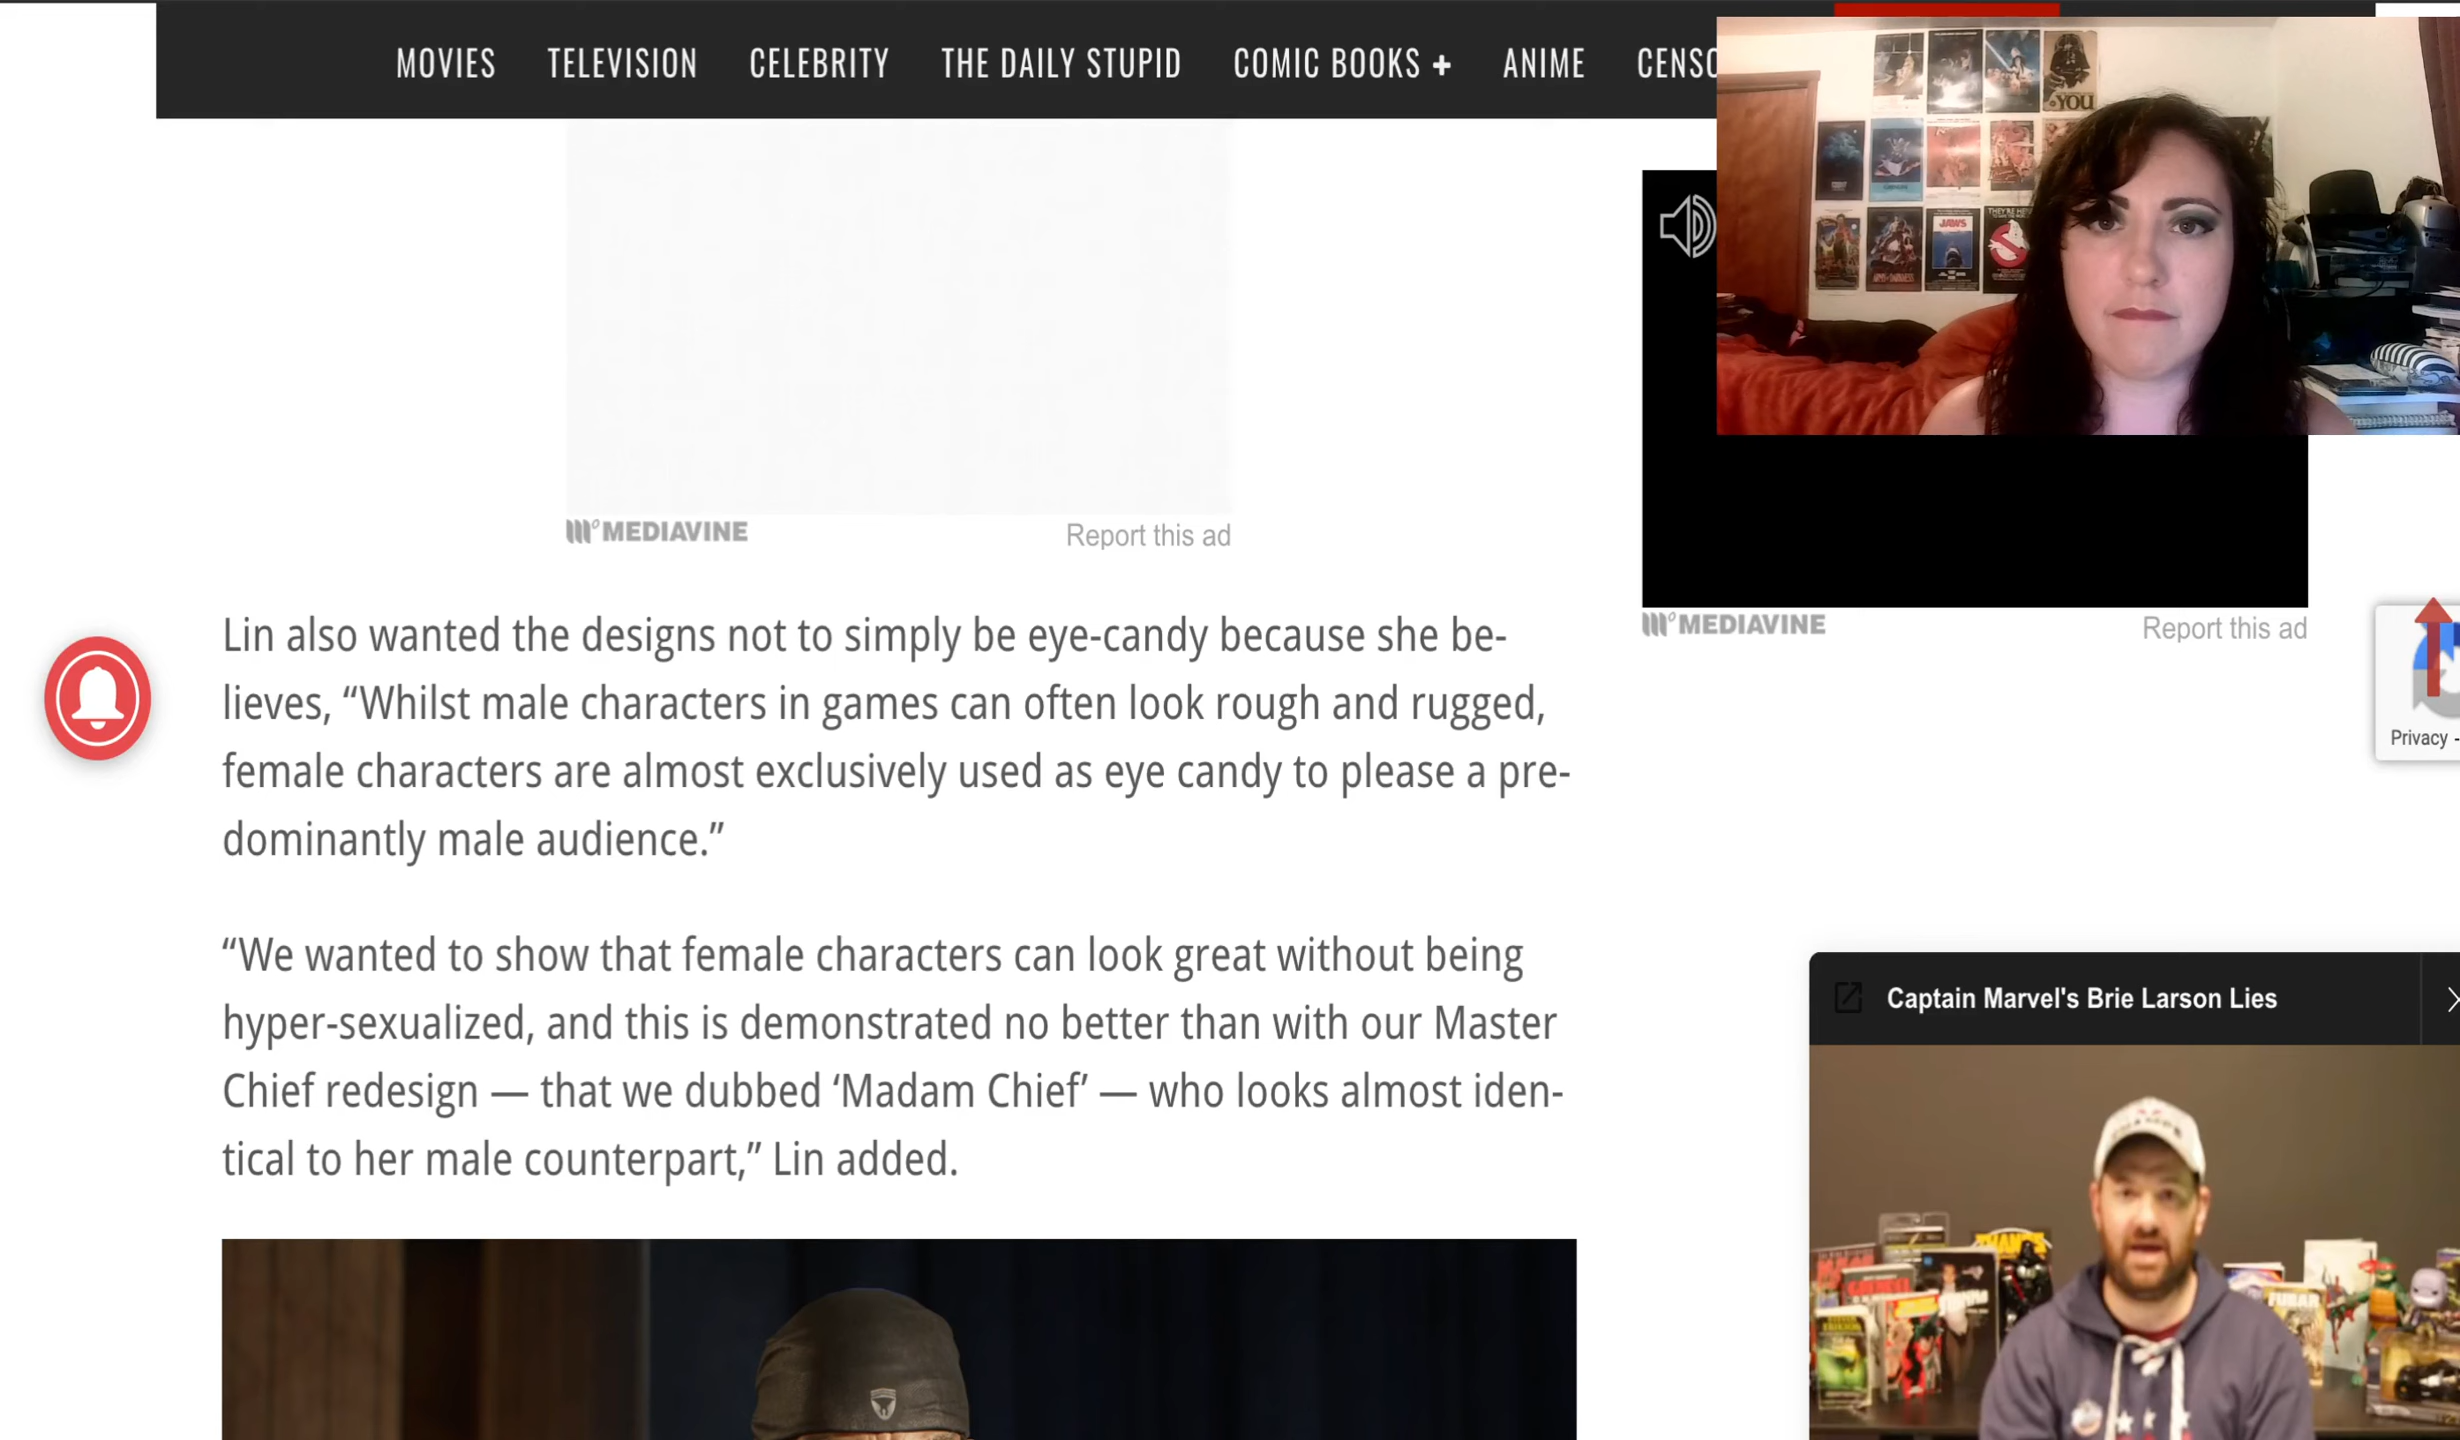 MOVIES TELEVISION CELEBRITY THE DAILY STUPID COMIC BOOKS + ANIME CENSO
YOU
JAWS
MEDIAVINE Report this ad
MEDIAVINE Report this ad
Lin also wanted the designs not to simply be eye-candy because she be-
lieves, “Whilst male characters in games can often look rough and rugged,
female characters are almost exclusively used as eye candy to please a pre-
dominantly male audience.”
Privacy -
“We wanted to show that female characters can look great without being
hyper-sexualized, and this is demonstrated no better than with our Master
Chief redesign — that we dubbed ‘Madam Chief’ — who looks almost iden-
tical to her male counterpart,” Lin added.
Captain Marvel's Brie Larson Lies